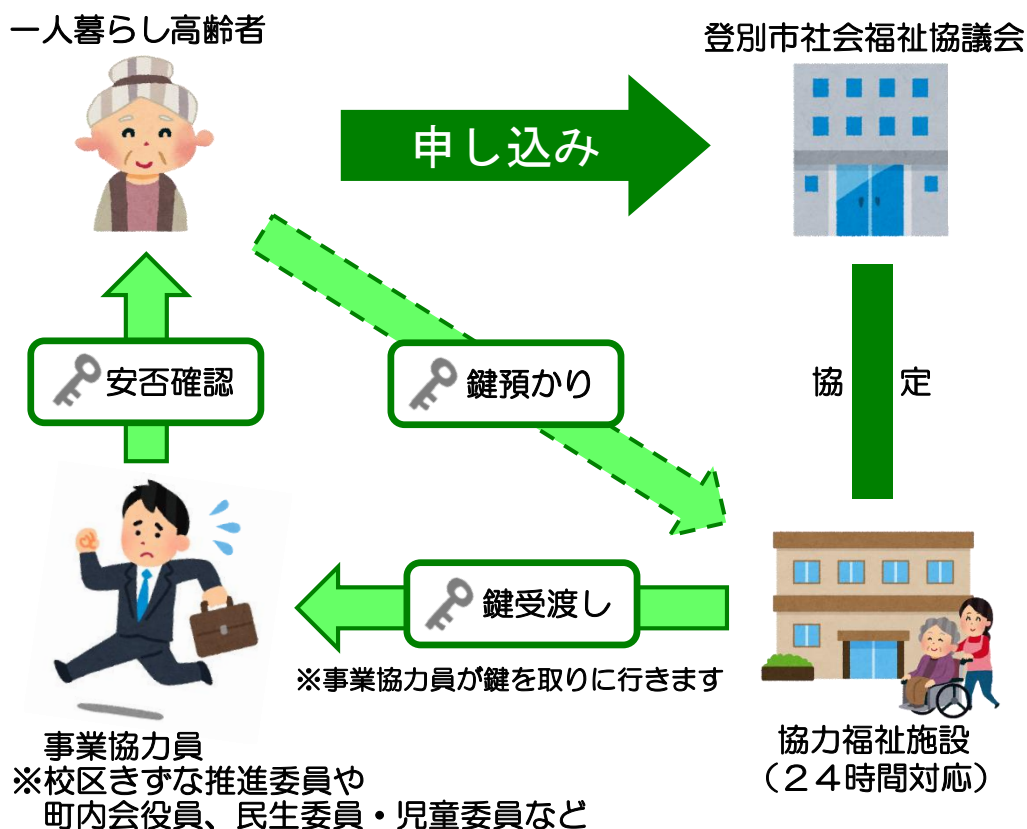 一人暮らし高齢者
登別市社会福祉協議会
申し込み
安否確認
鍵預かり
協定
鍵受渡し
※事業協力員が鍵を取りに行きます
事業協力員
※校区きずな推進委員や
町内会役員、民生委員・児童委員など
協力福祉施設
（２４時間対応）